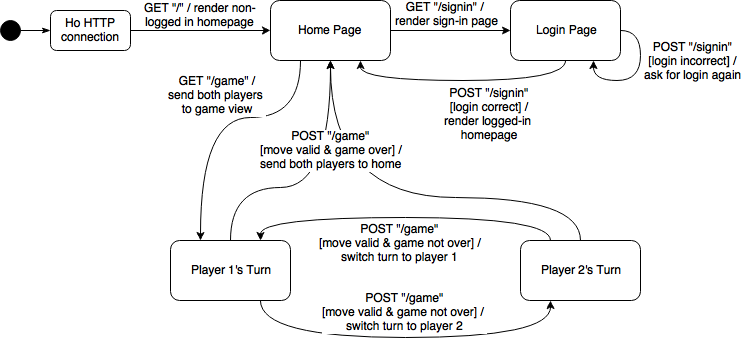 Ho HTTP
connection
GET "/" / render non-
logged in homepage
Home Page
GET "/signin" /
render sign-in page
Login Page
POST "/signin"
[login incorrect] /
ask for login again
POST "/signin"
[login correct] /
render logged-in
homepage
GET "/game" /
send both players
to game view
POST "/game"
[move valid & game over] /
send both players to home
Player 1's Turn
POST "/game"
[move valid & game not over] /
switch turn to player 1
Player 2's Turn
POST "/game"
[move valid & game not over] /
switch turn to player 2